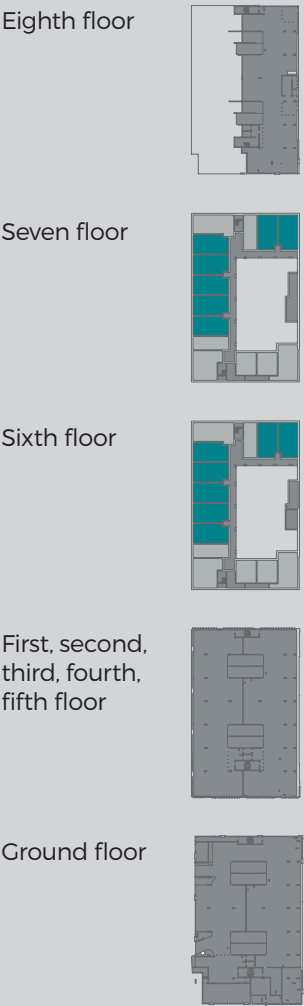 Eighth floor
Seven floor
Sixth floor
First, second,
third, fourth,
fifth floor
Ground floor